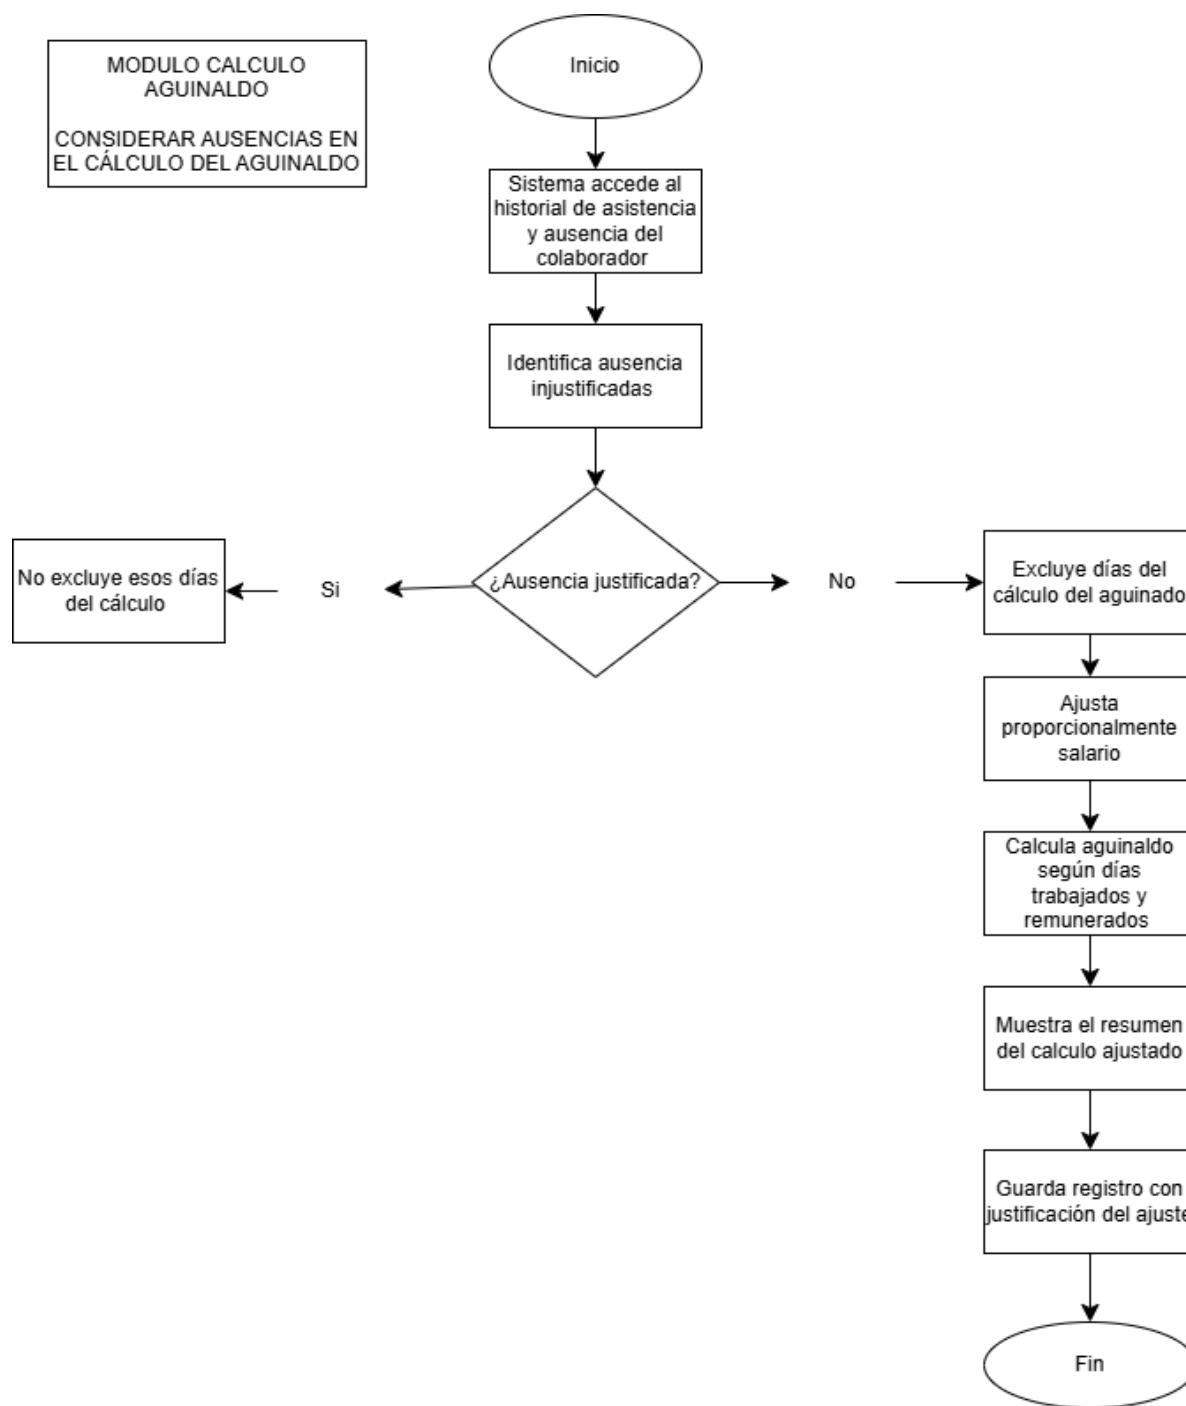 MODULO CALCULO
AGUINALDO
CONSIDERAR AUSENCIAS EN
EL CÁLCULO DEL AGUINALDO
Inicio
Sistema accede al
historial de asistencia
y ausencia del
colaborador
Identifica ausencia
injustificadas
¿Ausencia justificada?
Si
No excluye esos días
del cálculo
No
Excluye días del
cálculo del aguinado
Ajusta
proporcionalmente
salario
Calcula aguinaldo
según días
trabajados y
remunerados
Muestra el resumen
del calculo ajustado
Guarda registro con
justificación del ajuste
Fin